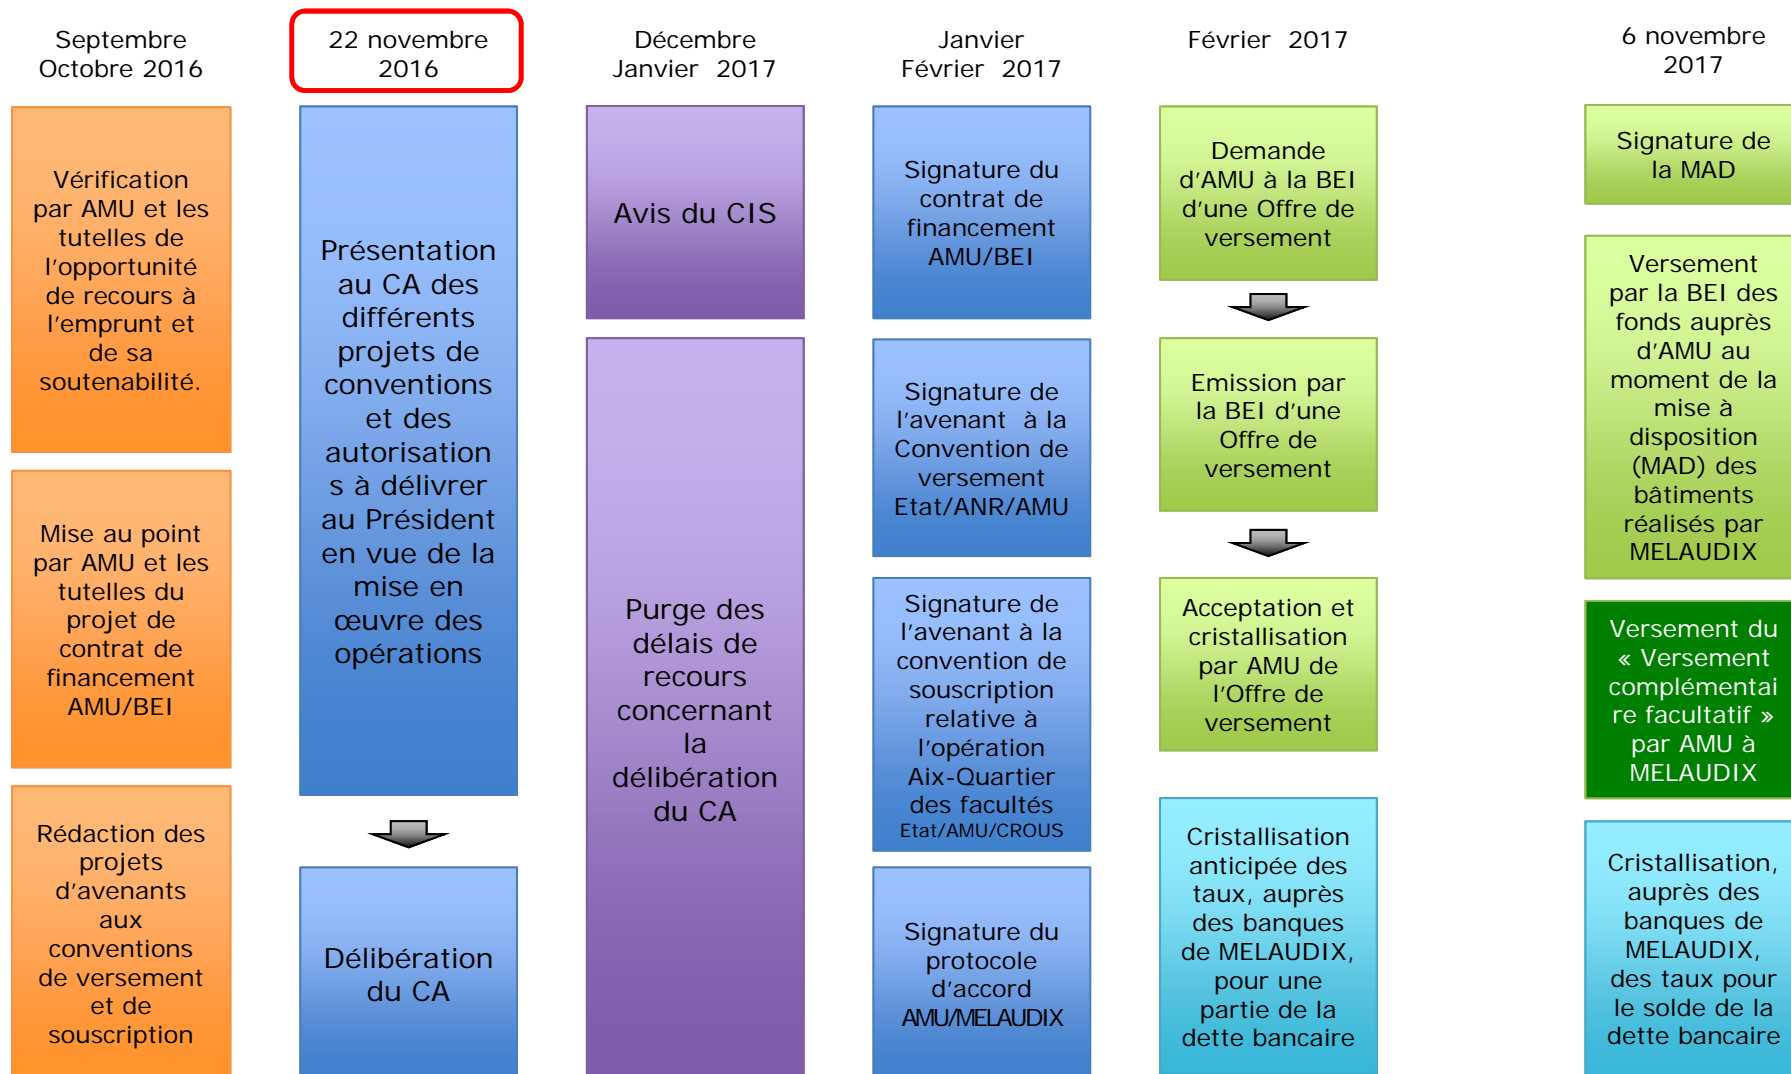 Septembre
Octobre 2016
Vérification
par AMU et les
tutelles de
l'opportunité
de recours à
l'emprunt et
de sa
soutenabilité.
Mise au point
par AMU et les
tutelles du
projet de
contrat de
financement
AMU/BEI
Rédaction des
projets
d'avenants
aux
conventions
de versement
et de
souscription
22 novembre
2016
Présentation
au CA des
différents
projets de
conventions
et des
autorisation
s à délivrer
au Président
en vue de la
mise en
œuvre des
opérations
Délibération
du CA
Décembre
Janvier 2017
Avis du CIS
Purge des
délais de
recours
concernant
la
délibération
du CA
Janvier
Février 2017
Signature du
contrat de
financement
AMU/BEI
Signature de
l'avenant à la
Convention de
versement
Etat/ANR/AMU
Signature de
l'avenant à la
convention de
souscription
relative à
l'opération
Aix-Quartier
des facultés
Etat/AMU/CROUS
Signature du
protocole
d'accord
AMU/MELAUDIX
Février 2017
Demande
d'AMU à la BEI
d'une Offre de
versement
Emission par
la BEI d'une
Offre de
versement
Acceptation et
cristallisation
par AMU de
l'Offre de
versement
Cristallisation
anticipée des
taux, auprès
des banques
de MELAUDIX,
pour une
partie de la
dette bancaire
6 novembre
2017
Signature de
la MAD
Versement
par la BEI des
fonds auprès
d'AMU au
moment de la
mise à
disposition
(MAD) des
bâtiments
réalisés par
MELAUDIX
Versement du
« Versement
complémentai
re facultatif »
par AMU à
MELAUDIX
Cristallisation,
auprès des
banques de
MELAUDIX,
des taux pour
le solde de la
dette bancaire